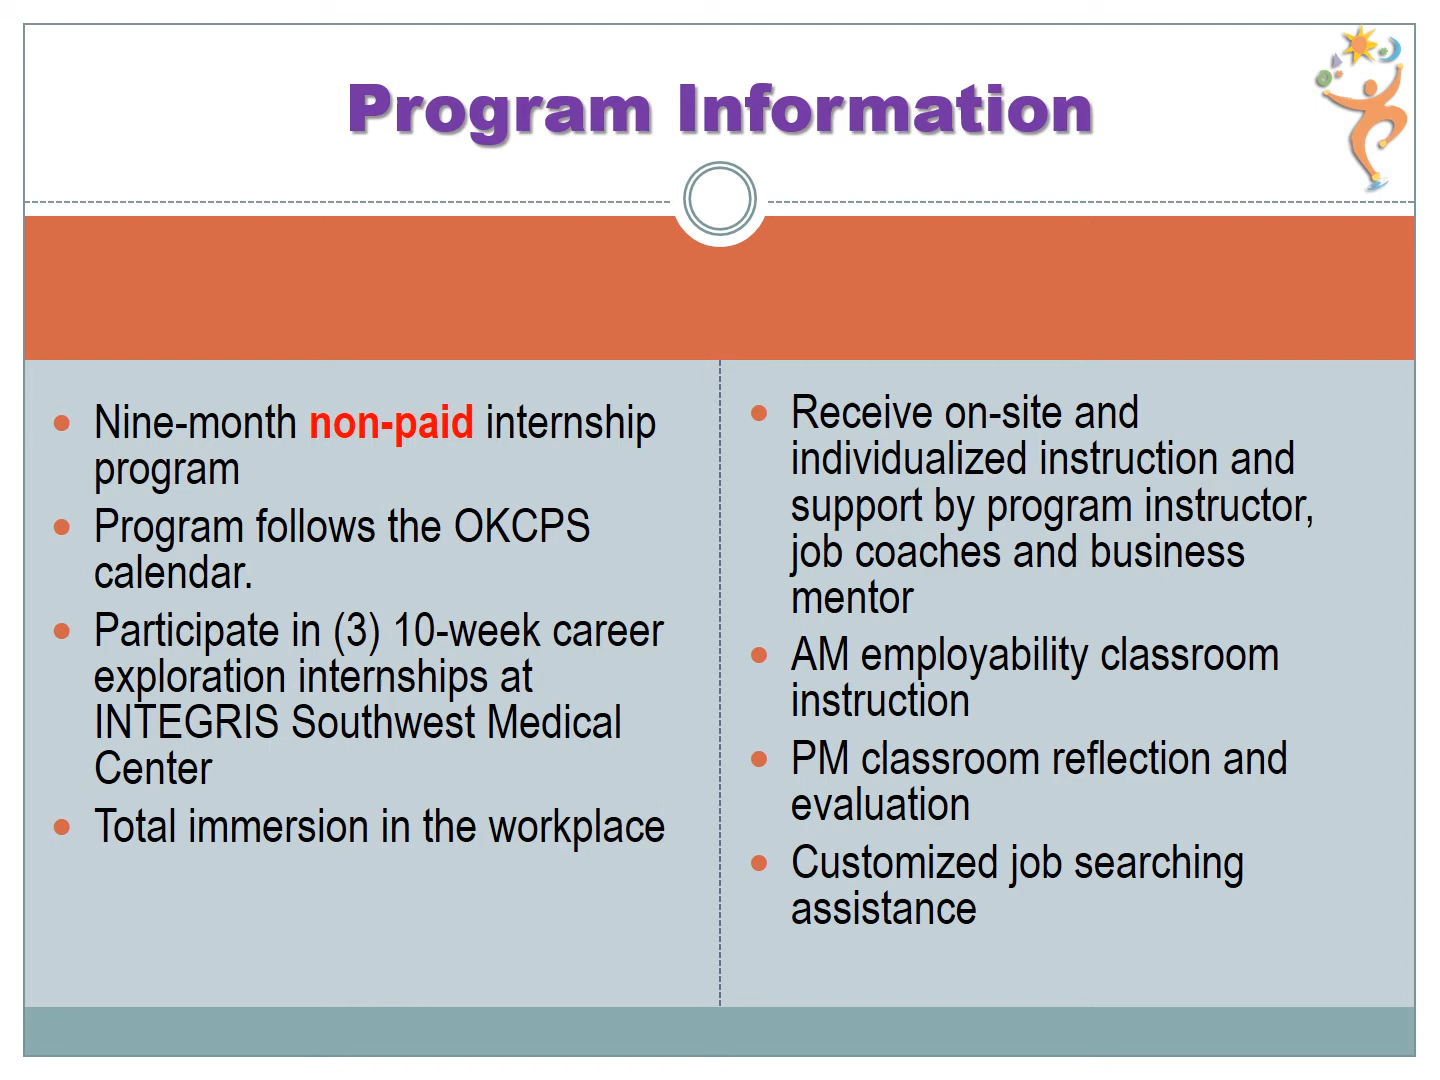 Program Information
Nine-month non-paid internship
program
Program follows the OKCPS
calendar.
Participate in (3) 10-week career
exploration internships at
INTEGRIS Southwest Medical
Center
Total immersion in the workplace
Receive on-site and
individualized instruction and
support by program instructor,
job coaches and business
mentor
AM employability classroom
instruction
PM classroom reflection and
evaluation
Customized job searching
assistance